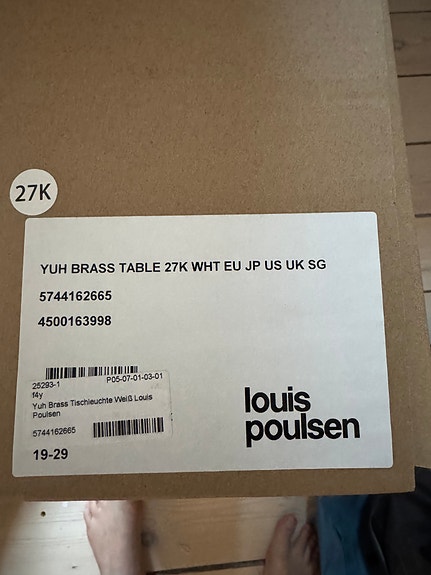 27K
YUH BRASS TABLE 27K WHT EU JP US UK SG
5744162665
4500163998
25293-1 P05-07-01-03-01
f4y
Yuh Brass Tischleuchte Weiß Louis
Poulsen
5744162665
19-29
louis
poulsen